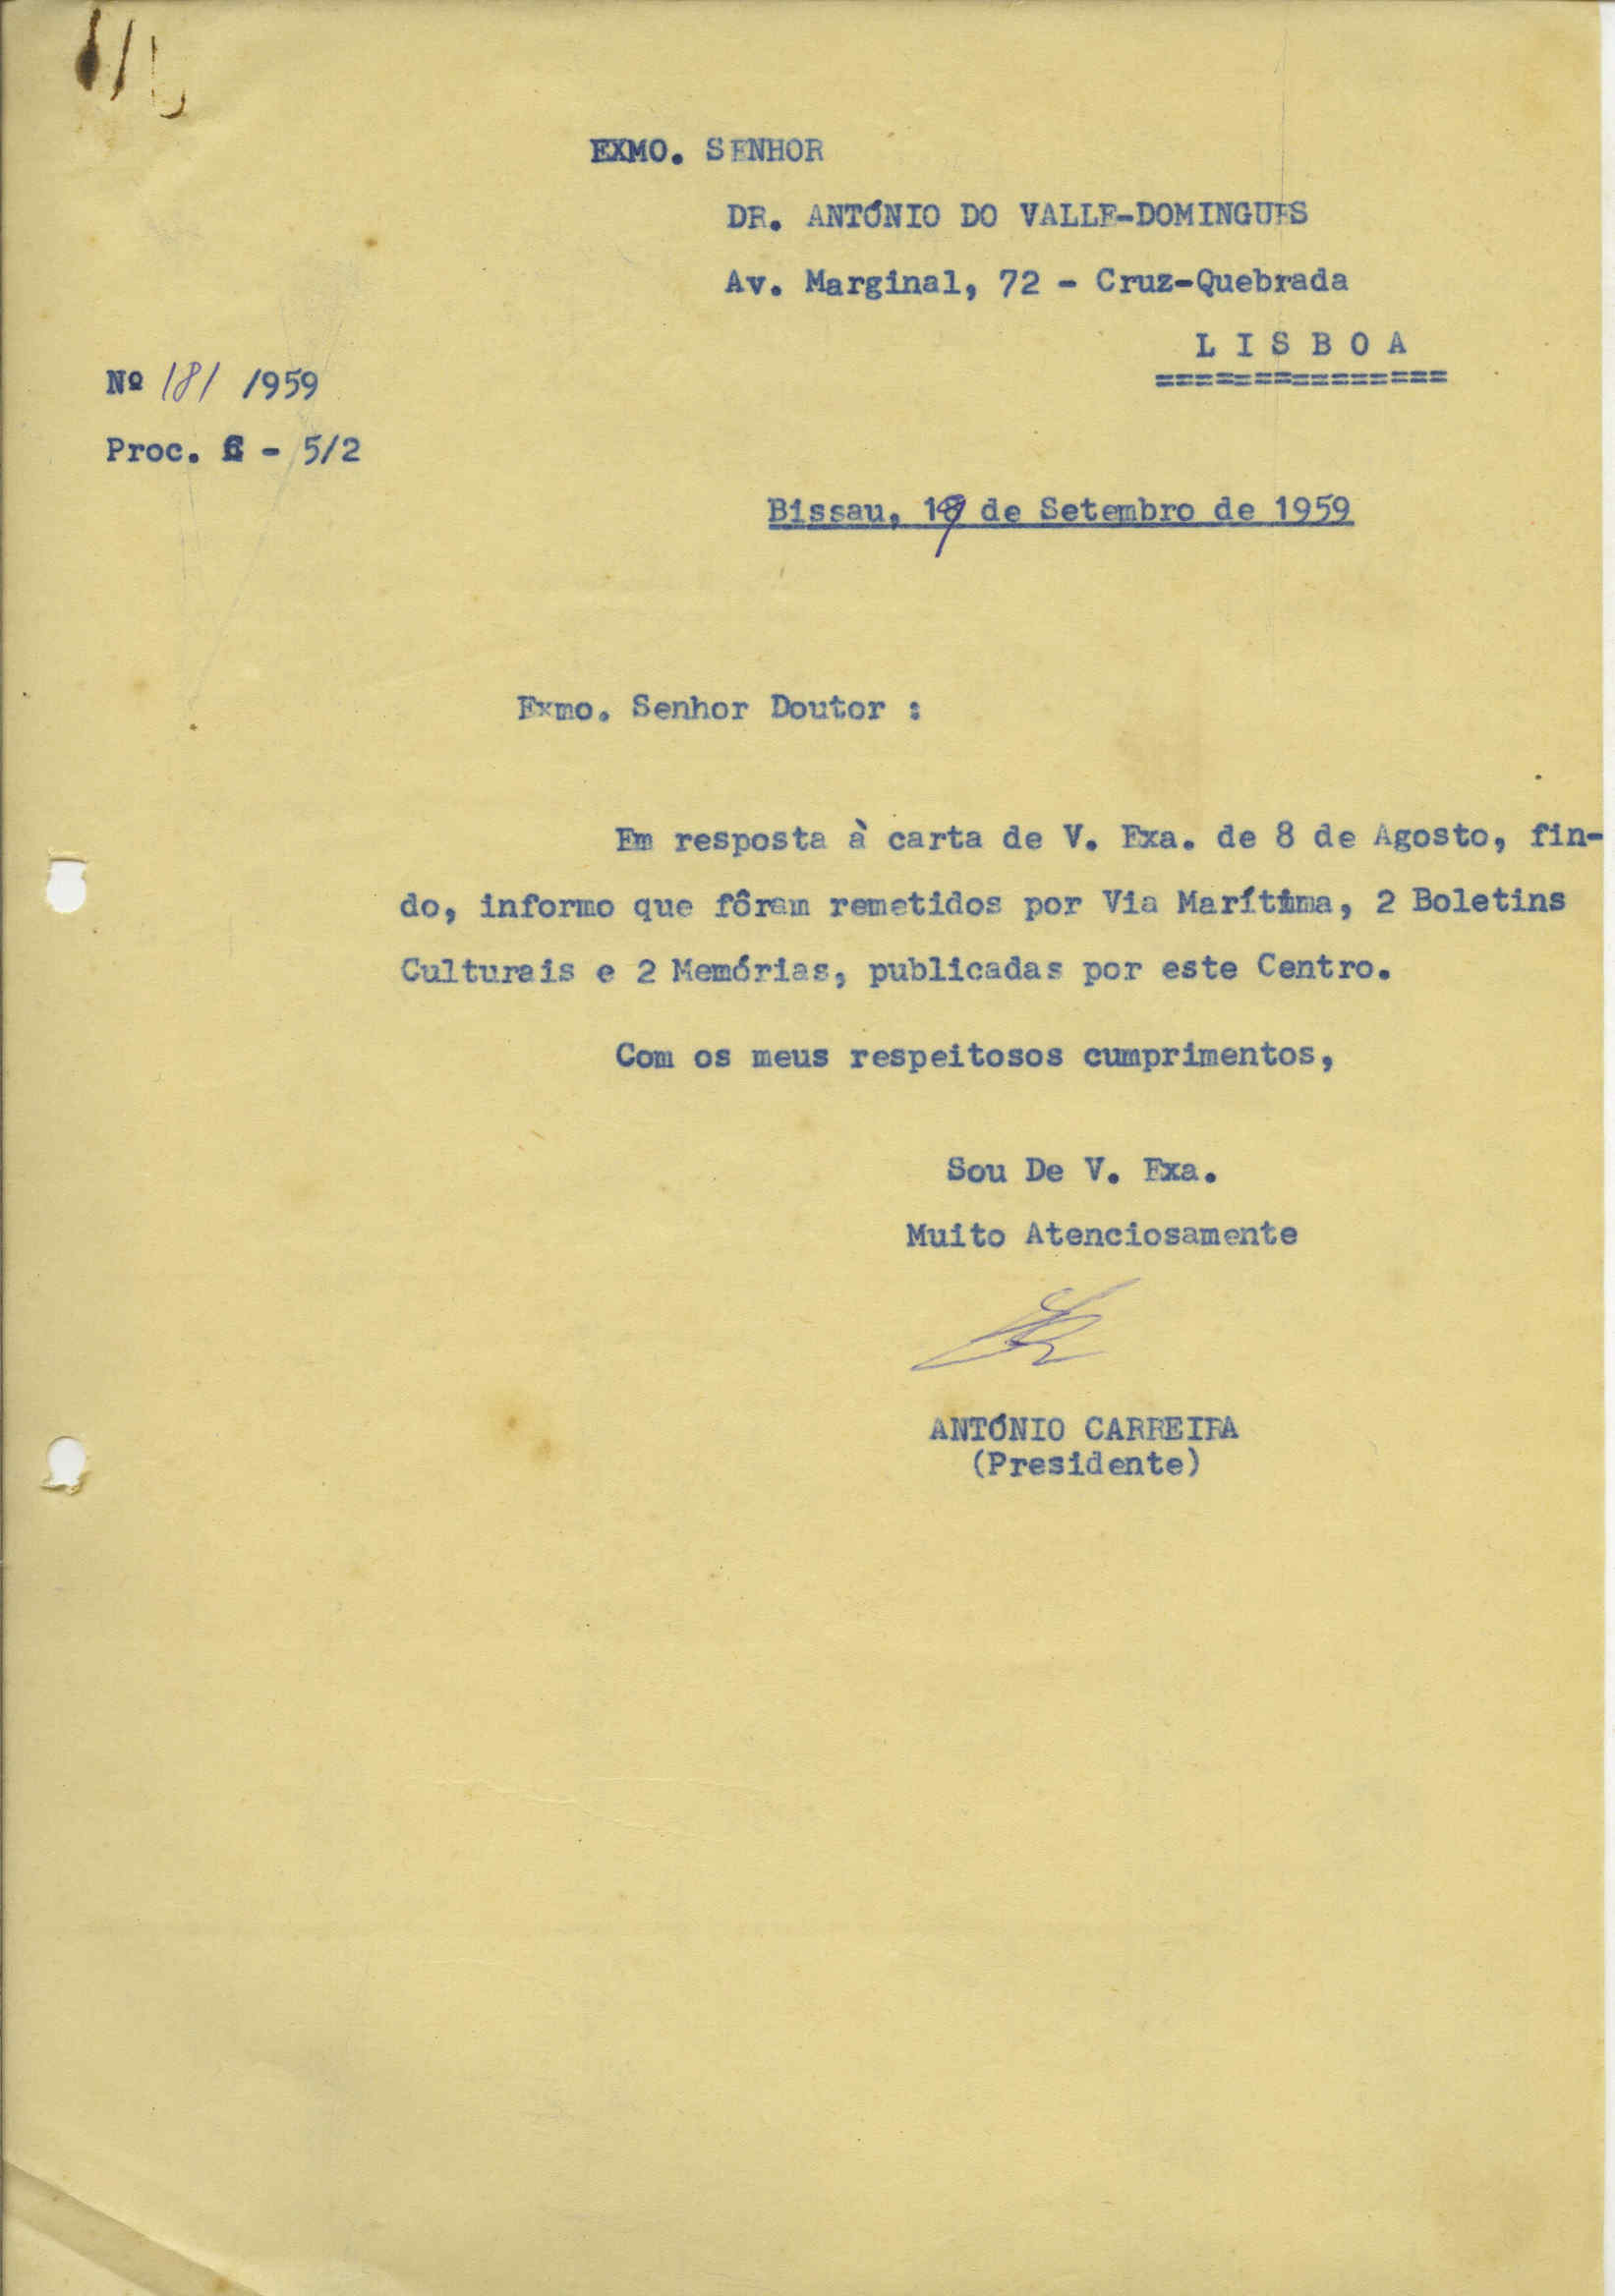 EXMO. SENHOR
DR. ANTÓNIO DO VALLE-DOMINGUES
Av. Marginal, 72 - Cruz-Quebrada
L I S B O A
===============
Nº 181 /959
Proc. - 5/2
Bissau, 19 de Setembro de 1959
Exmo. Senhor Doutor :
Em resposta à carta de V. Exa. de 8 de Agosto, fin-
do, informo que fôram remetidos por Via Marítima, 2 Boletins
Culturais e 2 Memórias, publicadas por este Centro.
Com os meus respeitosos cumprimentos,
Sou De V. Exa.
Muito Atenciosamente
ANTÓNIO CARREIRA
(Presidente)